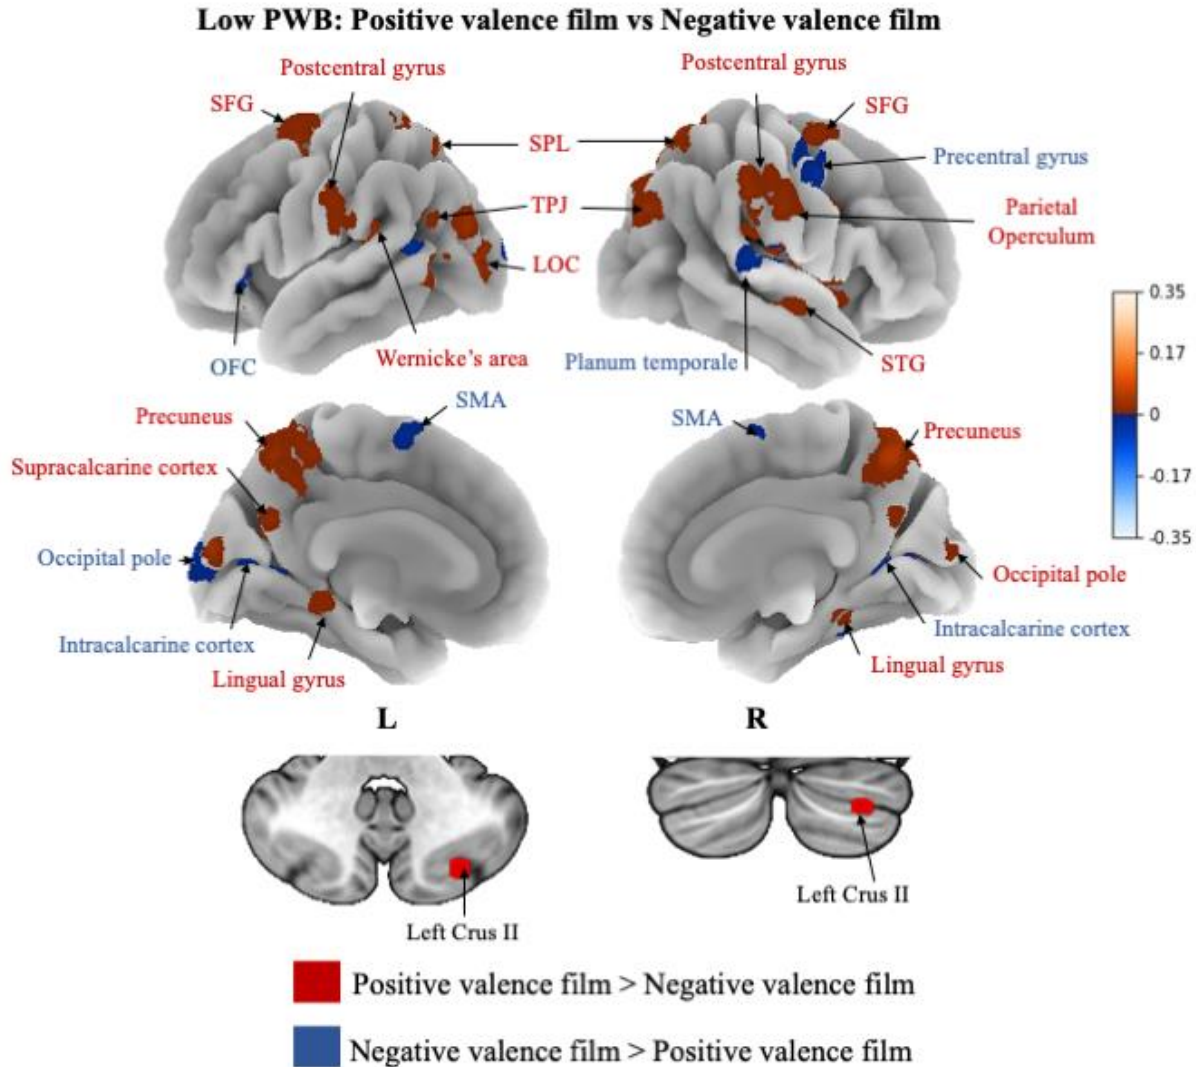 Low PWB: Positive valence film vs Negative valence film
Postcentral gyrus
Postcentral gyrus
SFG
SFG
SPL
Precentral gyrus
TPJ
Parietal
Operculum
LOC
0.35
0.17
0
-0.17
-0.35
OFC
Wernicke's area
Planum temporale
STG
Precuneus
SMA
SMA
Precuneus
Supracalcarine cortex
Occipital pole
Occipital pole
Intracalcarine cortex
Intracalcarine cortex
Lingual gyrus
Lingual gyrus
L
R
Left Crus II
Left Crus II
Positive valence film > Negative valence film
Negative valence film > Positive valence film